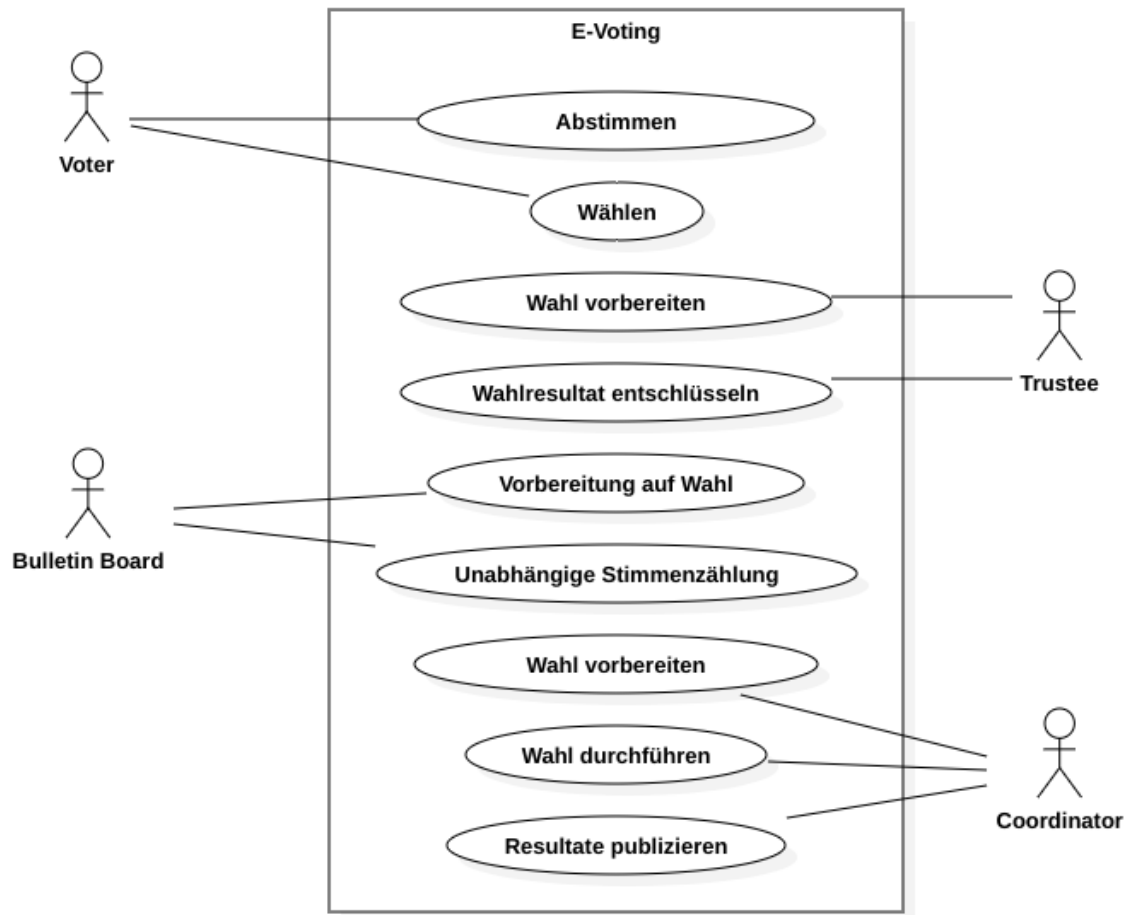 E-Voting
Abstimmen
Voter
Wählen
Wahl vorbereiten
Wahlresultat entschlüsseln
Trustee
Vorbereitung auf Wahl
Bulletin Board
Unabhängige Stimmenzählung
Wahl vorbereiten
Wahl durchführen
Coordinator
Resultate publizieren